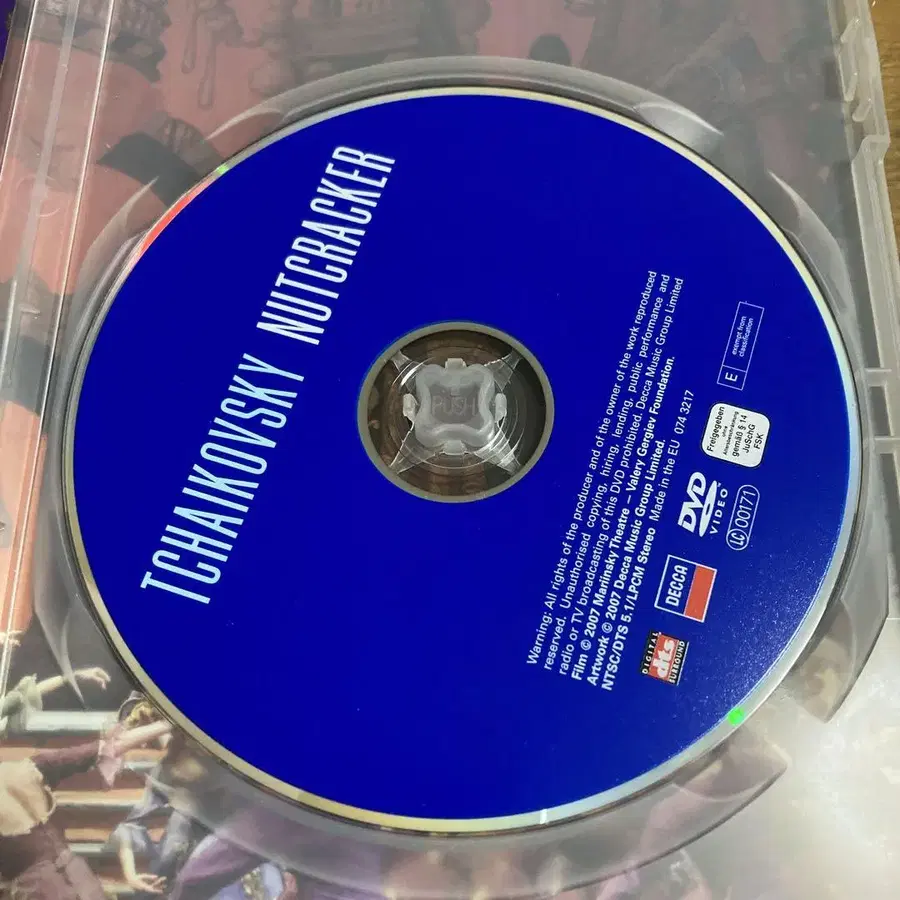 TCHAIKOVSKY NUTCRACKER
PUSH
Warning: All rights of the producer and of the owner of the work reproduced
reserved. Unauthorised copying, hiring, lending, public performance and
radio or TV broadcasting of this DVD prohibited. Decca Music Group Limited
Film © 2007 Mariinsky Theatre – Valery Gergiev Foundation.
Artwork © 2007 Decca Music Group Limited.
NTSC/DTS 5.1/LPCM Stereo Made in the EU 074 3217
DIGITAL
dts
SURROUND
DECCA
DVD
VIDEO
LC 00171
Freigegeben
ohne
Altersbeschränkung
gemäß § 14
JuSchG
FSK
E
exempt from
classification